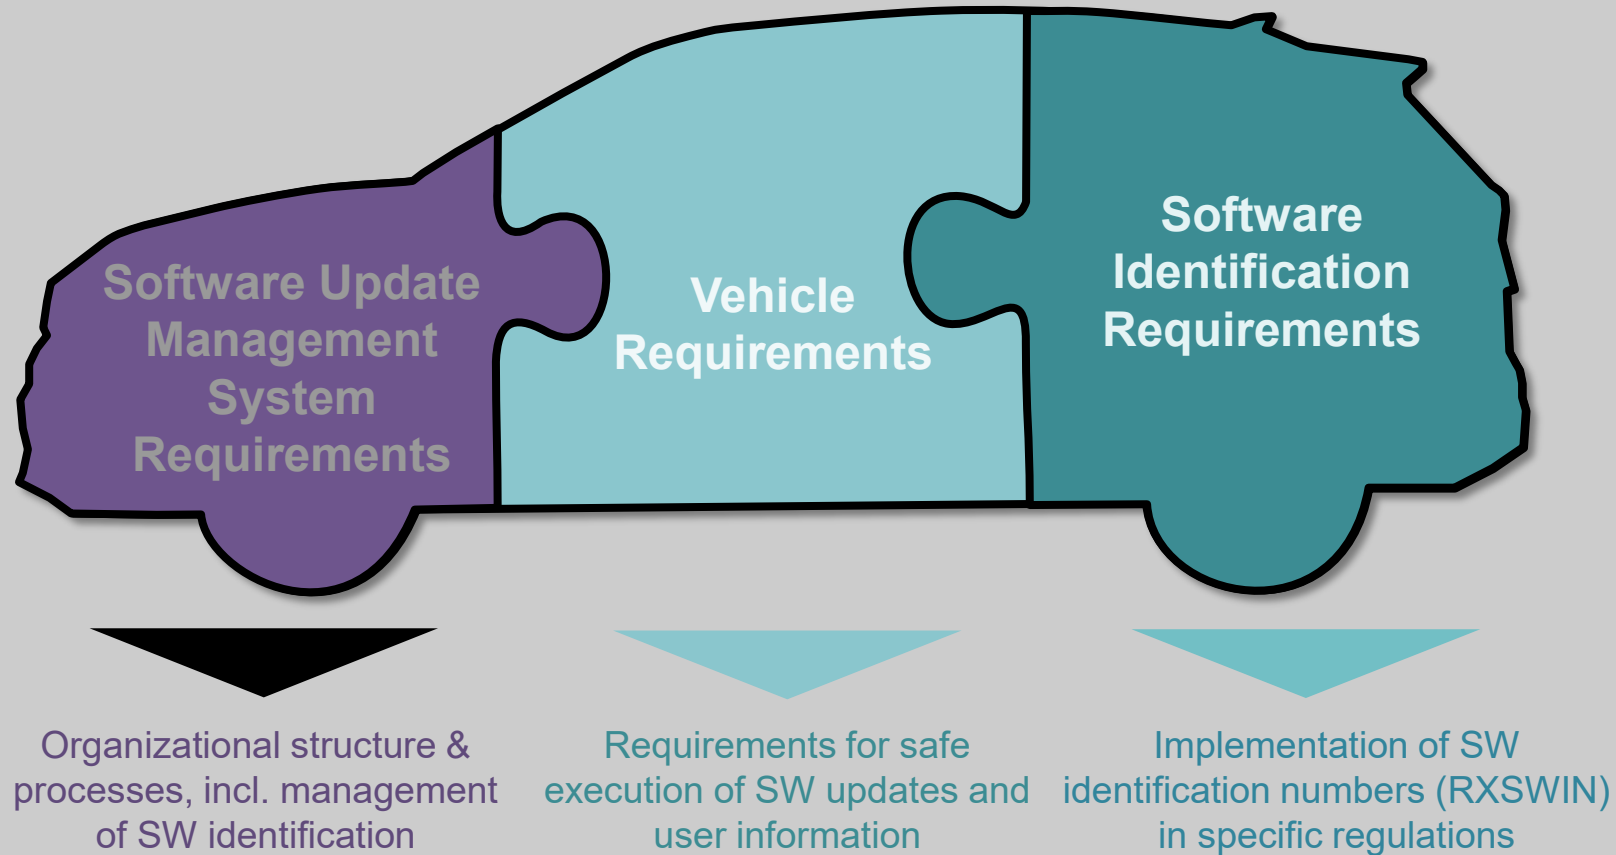 Software Update
Management
System
Requirements
Vehicle
Requirements
Software
Identification
Requirements
Organizational structure &
processes, incl. management
of SW identification
Requirements for safe
execution of SW updates and
user information
Implementation of SW
identification numbers (RXSWIN)
in specific regulations